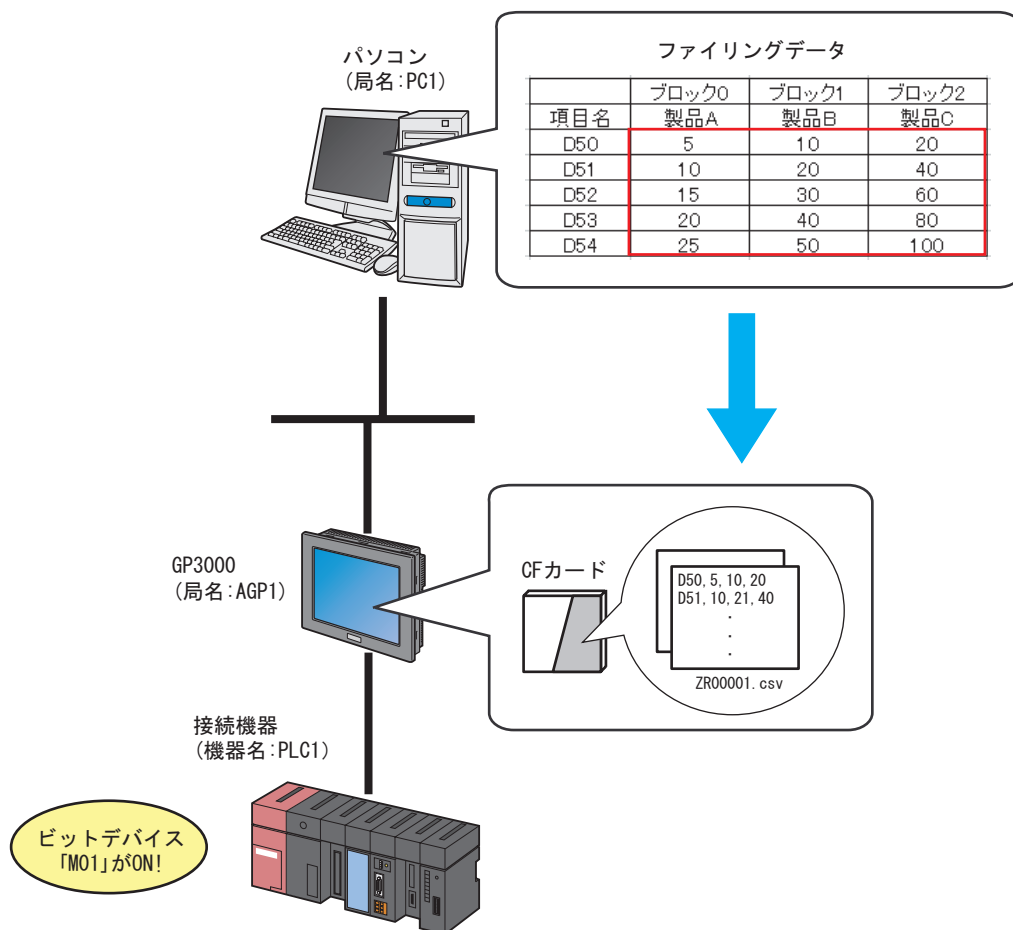 パソコン
(局名:PC1)
ファイリングデータ
ブロック0 ブロック1 ブロック2
項目名 製品A 製品B 製品C
D50 5 10 20
D51 10 20 40
D52 15 30 60
D53 20 40 80
D54 25 50 100
GP3000
(局名:AGP1)
CFカード
D50, 5, 10, 20
D51, 10, 21, 40
.
.
.
ZR00001.csv
接続機器
(機器名:PLC1)
ビットデバイス
「M01」がON!